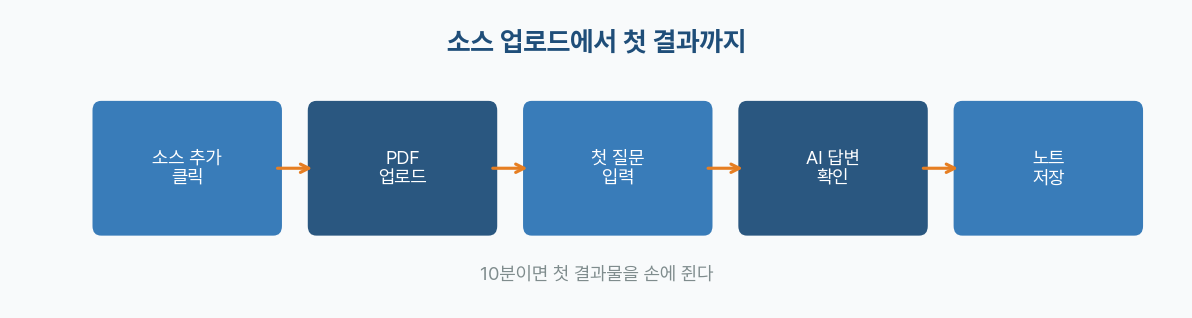 소스 업로드에서 첫 결과까지
소스 추가
클릭
PDF
업로드
첫 질문
입력
AI 답변
확인
노트
저장
10분이면 첫 결과물을 손에 쥔다